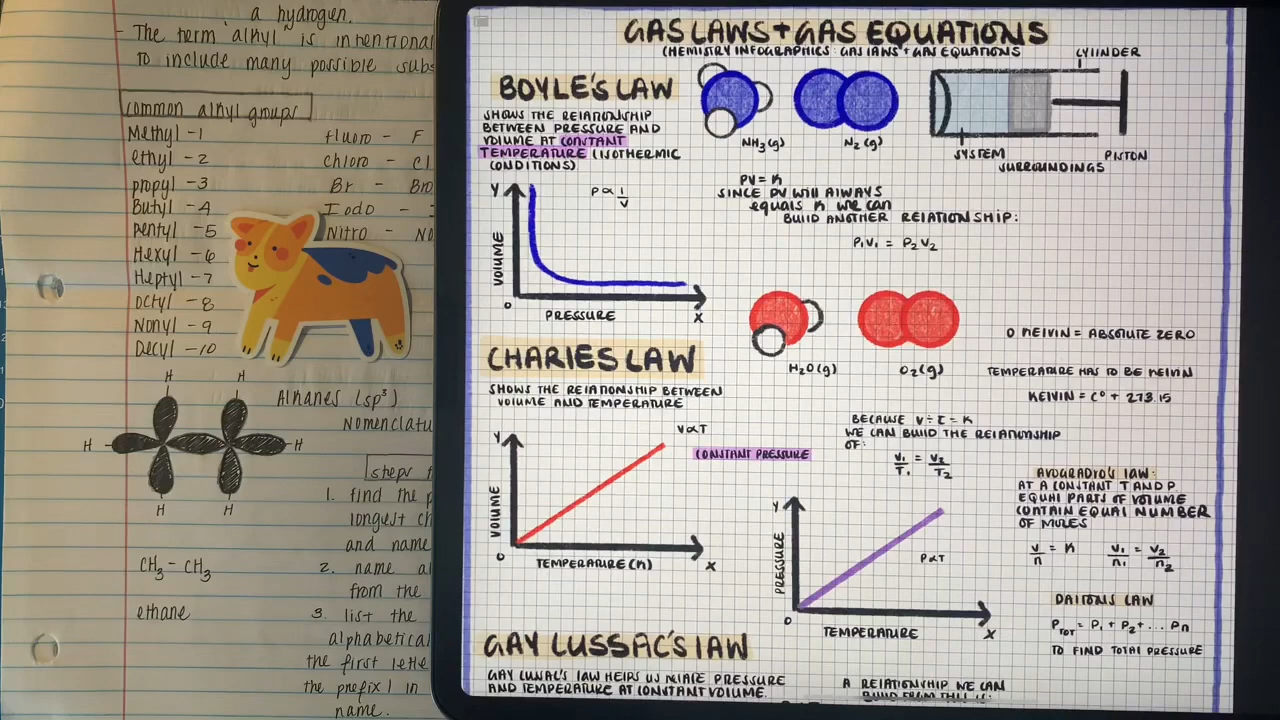 a hydrogen.
- The term alkyl is intentional
to include many possible subs
common alkyl groups
Methyl -1
ethyl -2
propyl -3
Butyl -4
Pentyl -5
Hexyl -6
Heptyl -7
Octyl -8
Nonyl -9
Decyl -10
Fluoro - F
Chloro - Cl
Br - Bro
Iodo -
Nitro - NO
H H
H H
H H
Alkanes (sp³)
Nomenclatu
steps f
1. find the p
longest ch
and name
2. name al
from the
3. list the
alphabetical
the first lette
the prefix) in
name.
CH₃ - CH₃
ethane
GAS LAWS + GAS EQUATIONS
CHEMISTRY INFOGRAPHICS: GAS LAWS + GAS EQUATIONS
BOYLE'S LAW
SHOWS THE RELATIONSHIP
BETWEEN PRESSURE AND
VOLUME AT CONSTANT
TEMPERATURE (ISOTHERMIC
CONDITIONS)
NH₃(g)
N₂(g)
CYLINDER
SYSTEM
SURROUNDINGS
PISTON
Y
VOLUME
0
PRESSURE
X
P∝ 1/V
PV = K
SINCE PV WILL ALWAYS
equals K we can
BUILD ANOTHER RELATIONSHIP:
P₁V₁ = P₂V₂
CHARLES LAW
SHOWS THE RELATIONSHIP BETWEEN
VOLUME AND TEMPERATURE
H₂O(g)
O₂(g)
0 KELVIN = ABSOLUTE ZERO
TEMPERATURE HAS TO BE KELVIN
KELVIN = C° + 273.15
Y
VOLUME
0
TEMPERATURE (K)
X
V∝T
CONSTANT PRESSURE
BECAUSE V ÷ T = K
WE CAN BUILD THE RELATIONSHIP
OF:
V₁/T₁ = V₂/T₂
AVOGRADYO'S LAW:
AT A CONSTANT T AND P
EQUAL PARTS OF VOLUME
CONTAIN EQUAL NUMBER
OF MOLES
V/n = K V₁/n₁ = V₂/n₂
Y
PRESSURE
0
TEMPERATURE
X
P∝T
DALTONS LAW
P_TOT = P₁ + P₂ + ... Pn
TO FIND TOTAL PRESSURE
GAY LUSSAC'S LAW
GAY LUSSAC'S LAW HELPS US RELATE PRESSURE
AND TEMPERATURE AT CONSTANT VOLUME.
A RELATIONSHIP WE CAN
BUILD FROM THIS IS: